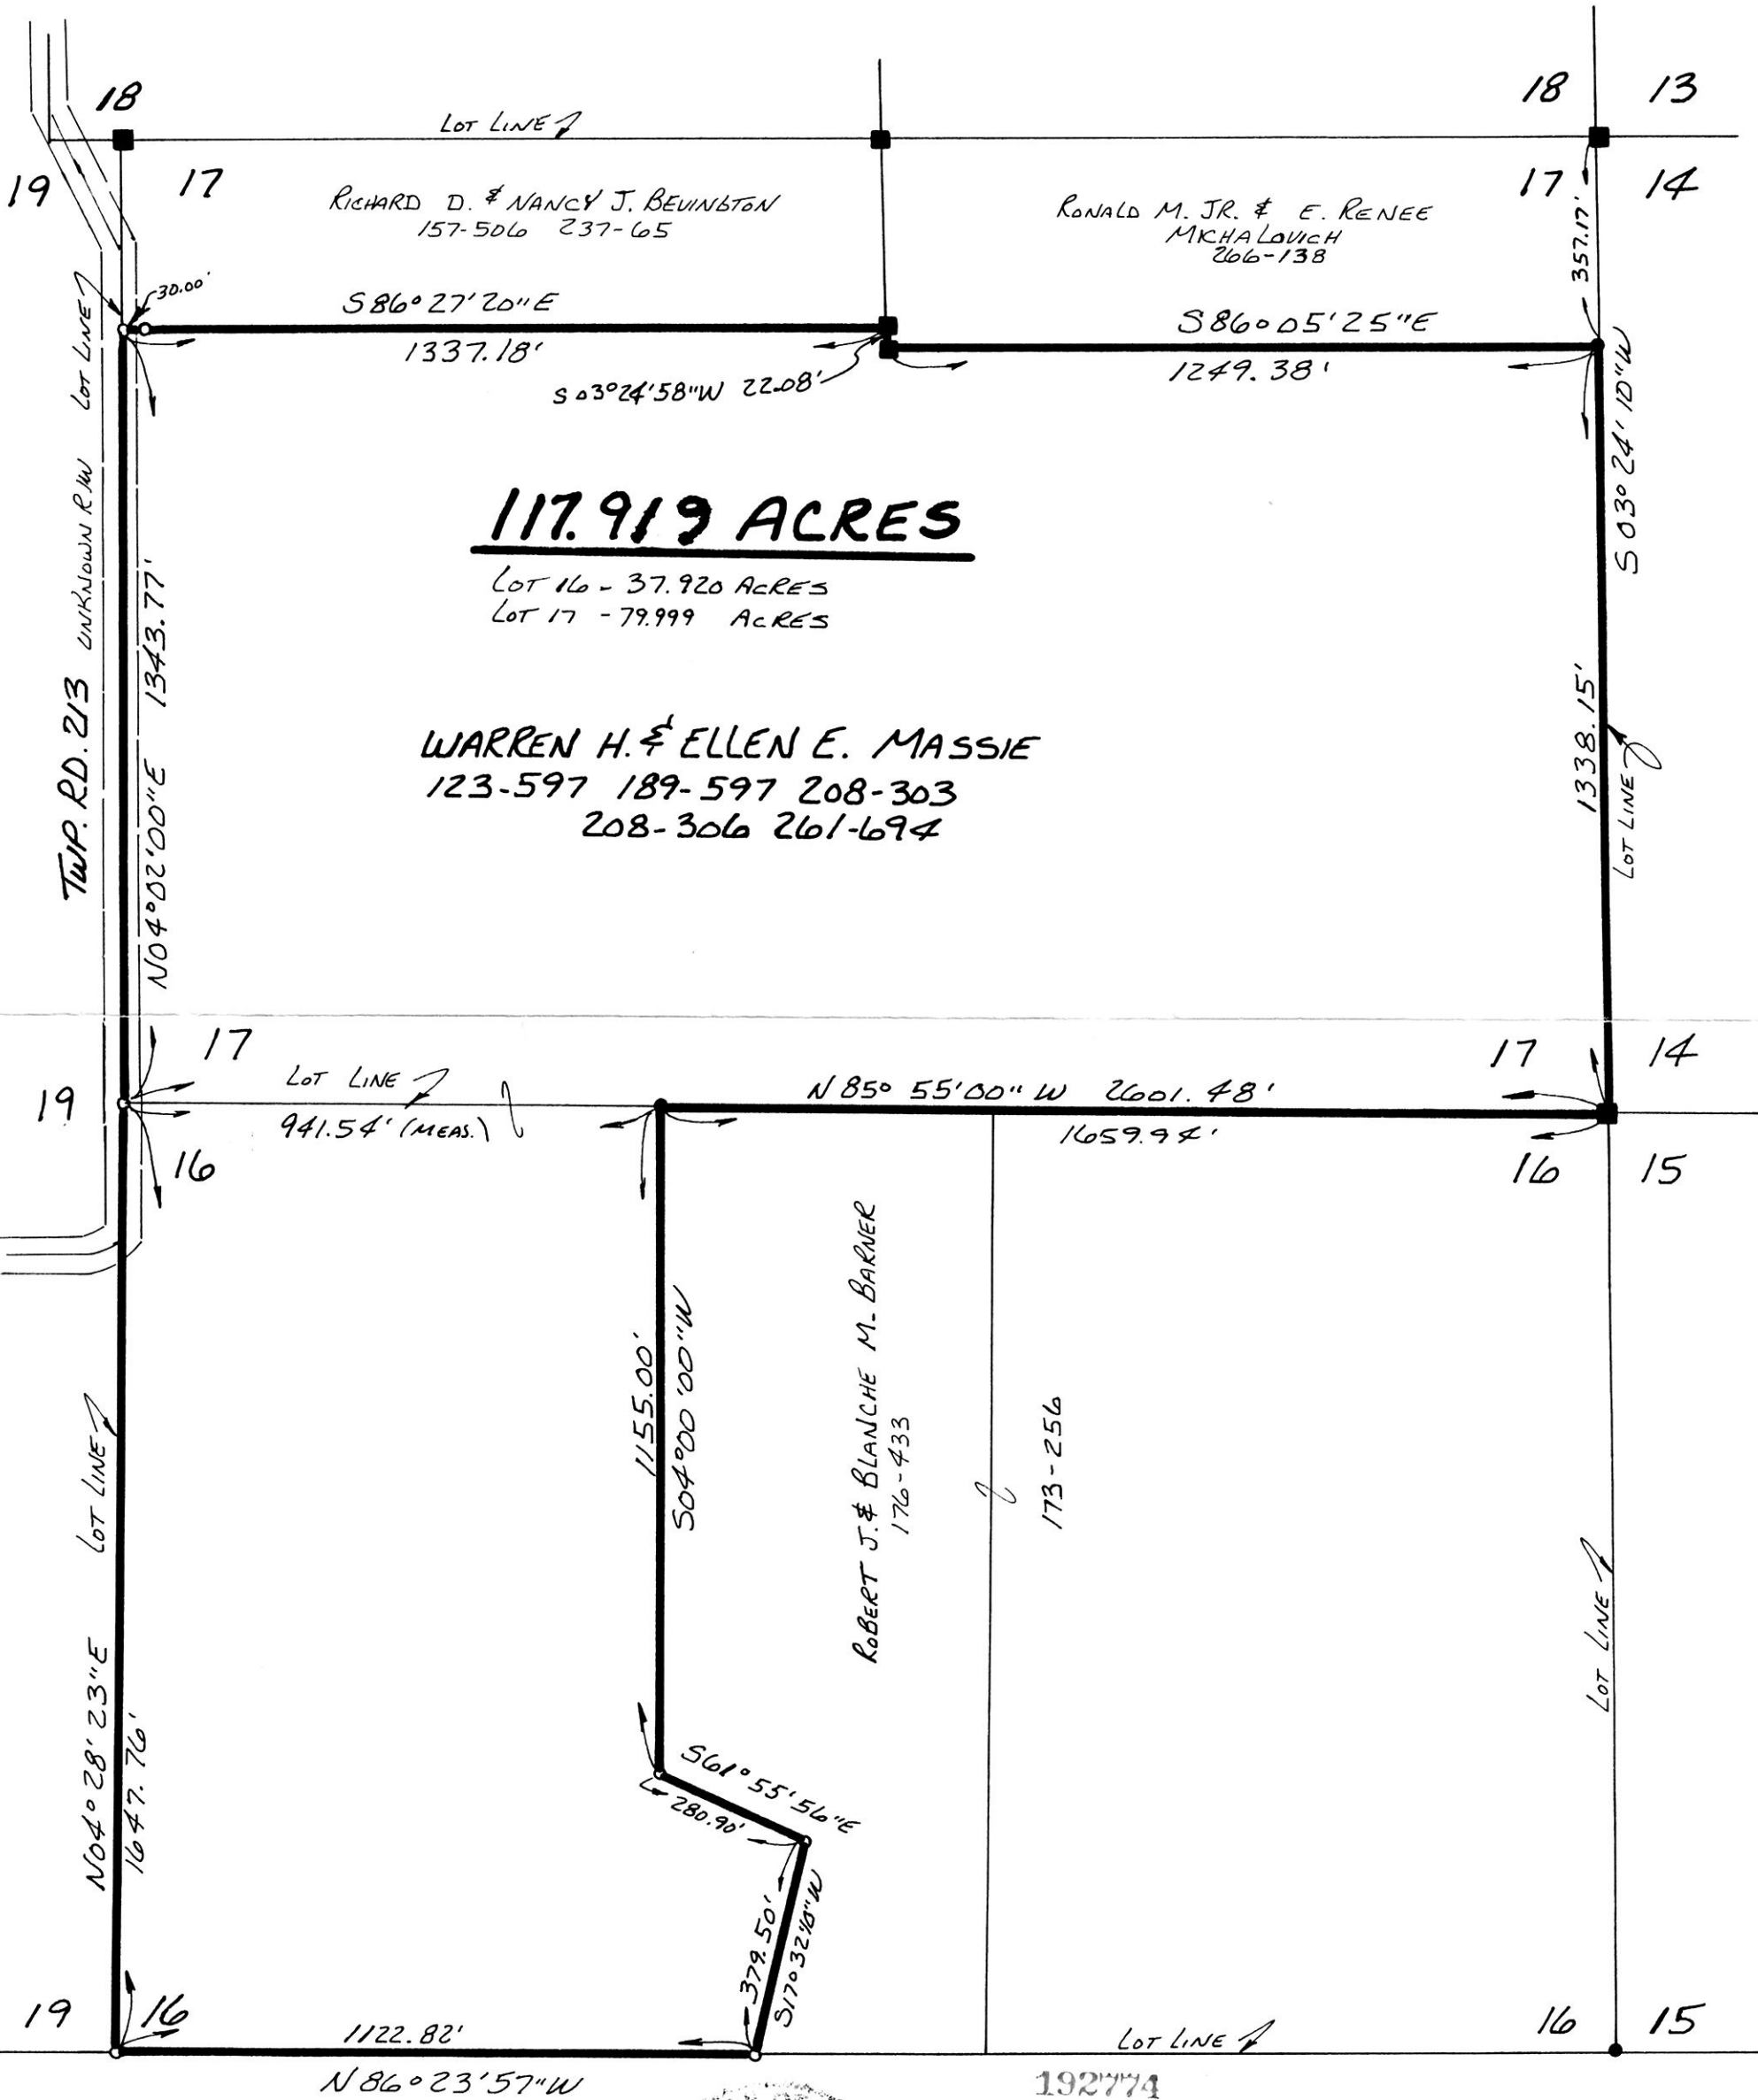 18
LOT LINE
18
13
19
17
17
14
RICHARD D. & NANCY J. BEVINGTON
157-506 237-65
RONALD M. JR. & E. RENEE
MICHALOVICH
266-138
357.17'
30.00'
S86°27'20"E
1337.18'
S86°05'25"E
1249.38'
S03°24'58"W 22.08'
S 03° 24' 10"W
1338.15'
LOT LINE
LOT LINE
UNKNOWN R/W
TWP. RD. 213
N04°02'00"E 1343.77'
117.919 ACRES
LOT 16 - 37.920 ACRES
LOT 17 - 79.999 ACRES
WARREN H. & ELLEN E. MASSIE
123-597 189-597 208-303
208-306 261-694
17
17
14
19
LOT LINE
941.54' (MEAS.)
N 85° 55'00" W 2601.48'
1659.94'
16
16
15
1155.00'
S04°00'00"W
ROBERT J. & BLANCHE M. BARNER
176-433
173-256
LOT LINE
N04° 28' 23"E
1647.76'
LOT LINE
S61°55'56"E
280.90'
379.50'
S17°32'10"W
19
16
1122.82'
N86°23'57"W
LOT LINE
16
15
192774